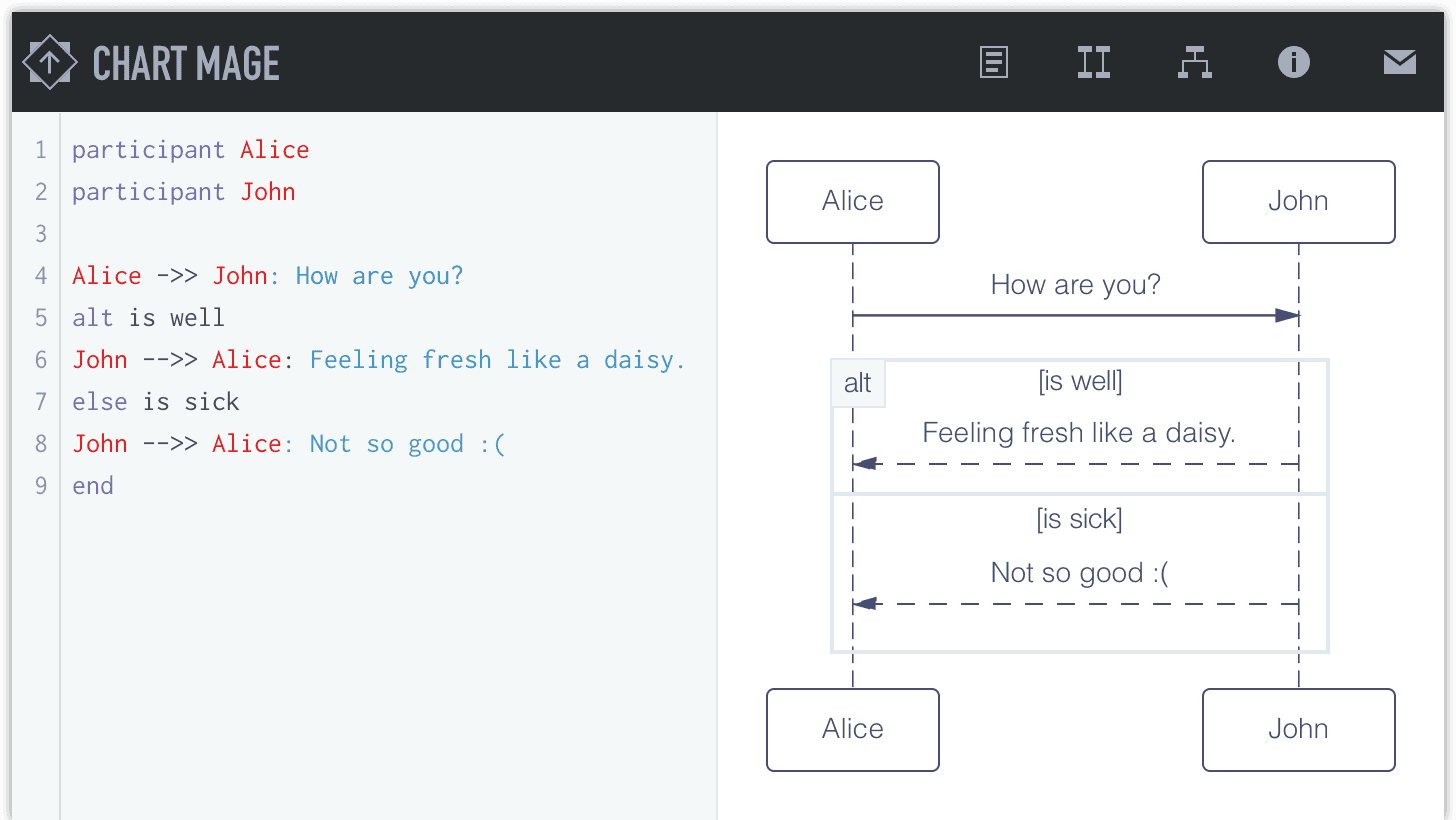 CHART MAGE
1 participant Alice
2 participant John
3
4 Alice ->> John: How are you?
5 alt is well
6 John -->> Alice: Feeling fresh like a daisy.
7 else is sick
8 John -->> Alice: Not so good :(
9 end
Alice John
How are you?
alt [is well]
Feeling fresh like a daisy.
[is sick]
Not so good :(
Alice John